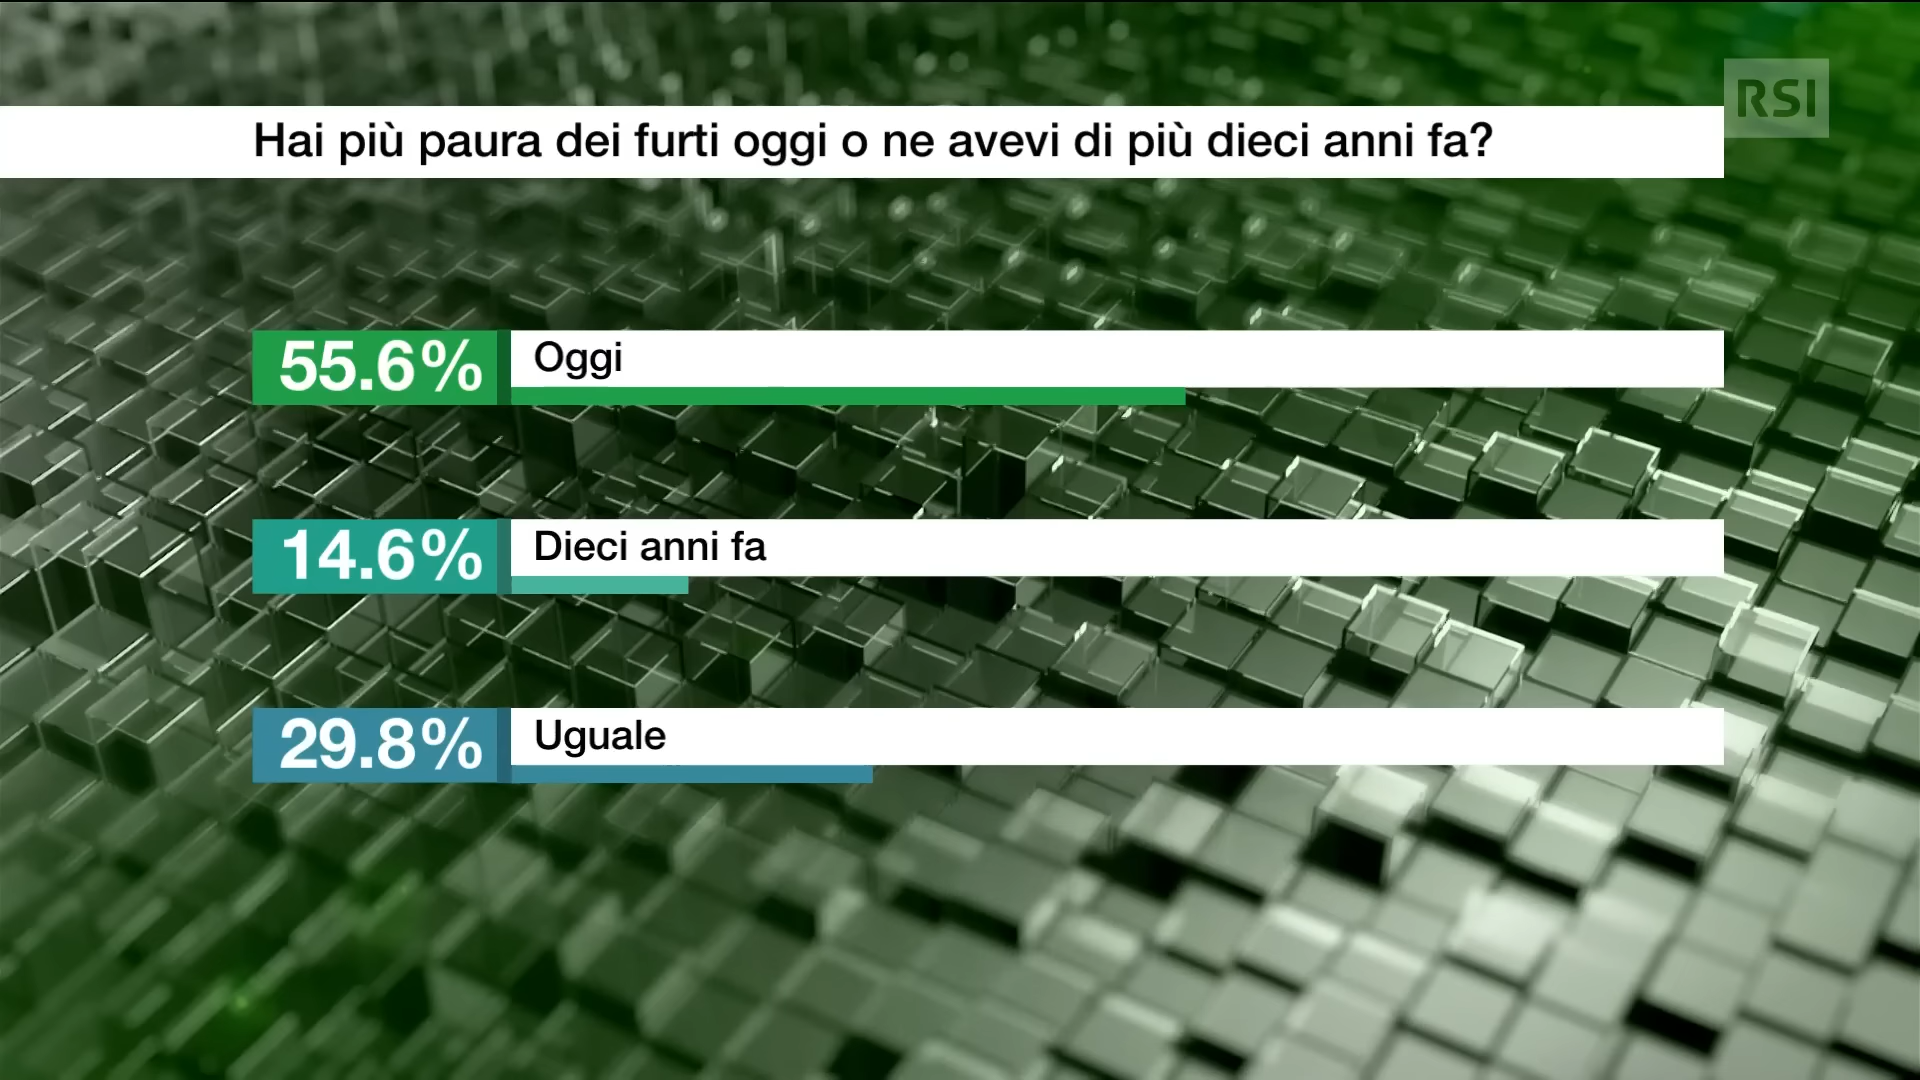 RSI
Hai più paura dei furti oggi o ne avevi di più dieci anni fa?
55.6% Oggi
14.6% Dieci anni fa
29.8% Uguale